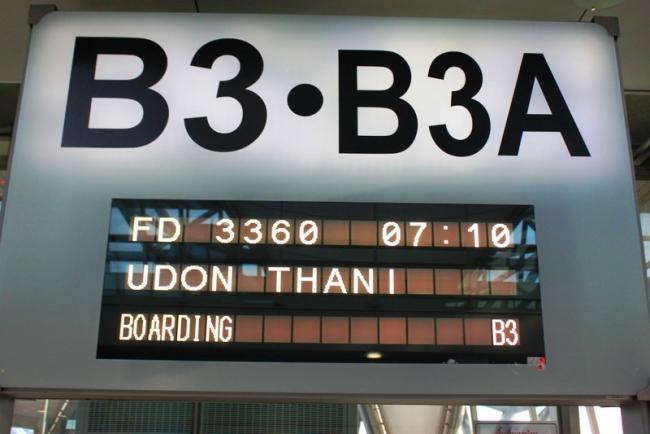 B3•B3A
FD 3360 07:10
UDON THANI
BOARDING B3